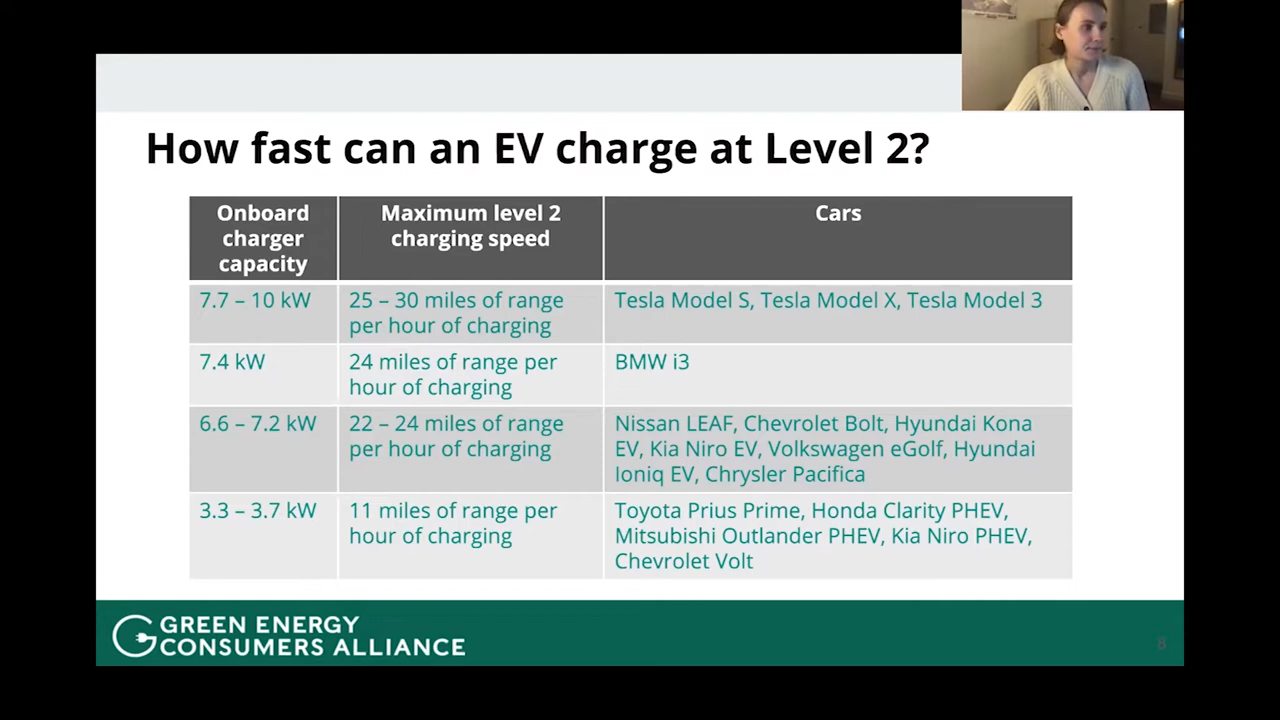 How fast can an EV charge at Level 2?
Onboard
charger
capacity
Maximum level 2
charging speed
Cars
7.7 – 10 kW
25 – 30 miles of range
per hour of charging
Tesla Model S, Tesla Model X, Tesla Model 3
7.4 kW
24 miles of range per
hour of charging
BMW i3
6.6 – 7.2 kW
22 – 24 miles of range
per hour of charging
Nissan LEAF, Chevrolet Bolt, Hyundai Kona
EV, Kia Niro EV, Volkswagen eGolf, Hyundai
Ioniq EV, Chrysler Pacifica
3.3 – 3.7 kW
11 miles of range per
hour of charging
Toyota Prius Prime, Honda Clarity PHEV,
Mitsubishi Outlander PHEV, Kia Niro PHEV,
Chevrolet Volt
GREEN ENERGY
CONSUMERS ALLIANCE
8